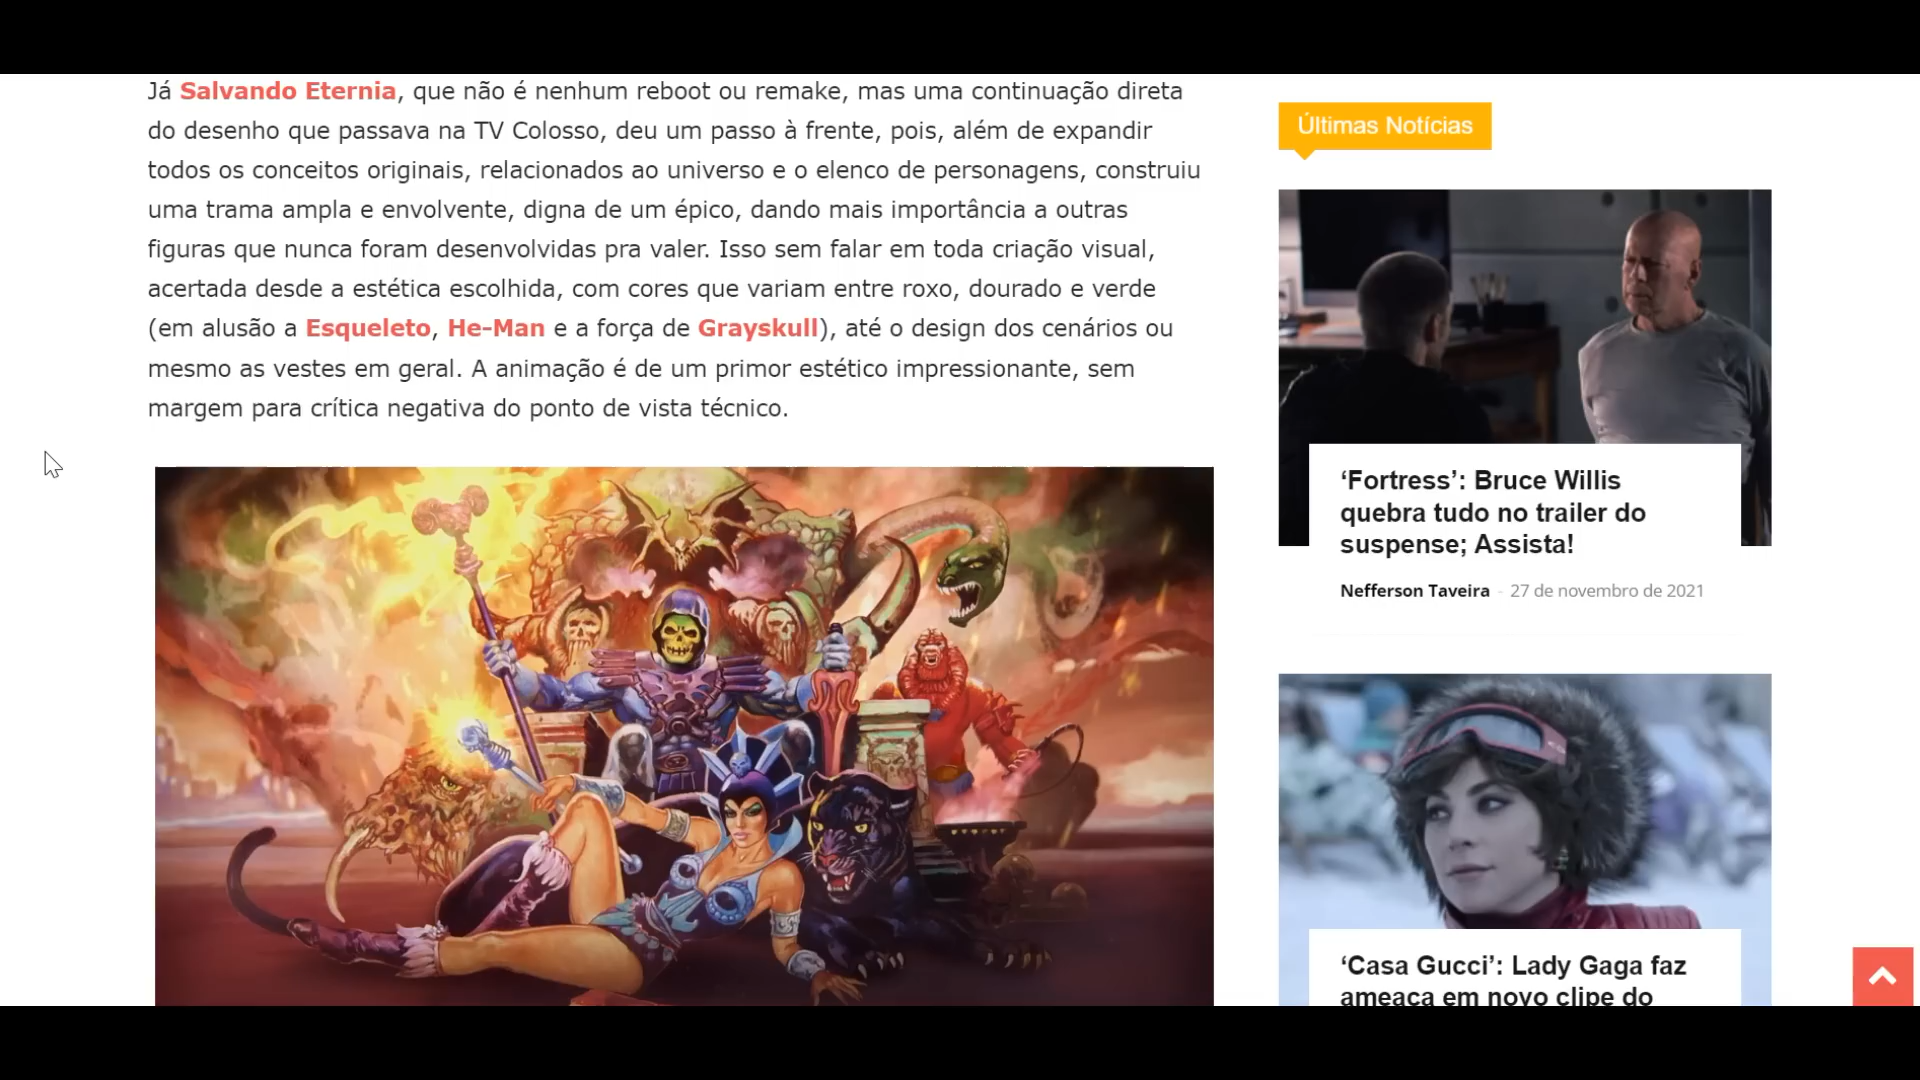 Já Salvando Eternia, que não é nenhum reboot ou remake, mas uma continuação direta
do desenho que passava na TV Colosso, deu um passo à frente, pois, além de expandir
todos os conceitos originais, relacionados ao universo e o elenco de personagens, construiu
uma trama ampla e envolvente, digna de um épico, dando mais importância a outras
figuras que nunca foram desenvolvidas pra valer. Isso sem falar em toda criação visual,
acertada desde a estética escolhida, com cores que variam entre roxo, dourado e verde
(em alusão a Esqueleto, He-Man e a força de Grayskull), até o design dos cenários ou
mesmo as vestes em geral. A animação é de um primor estético impressionante, sem
margem para crítica negativa do ponto de vista técnico.
Últimas Notícias
‘Fortress’: Bruce Willis
quebra tudo no trailer do
suspense; Assista!
Nefferson Taveira - 27 de novembro de 2021
‘Casa Gucci’: Lady Gaga faz
ameaça em novo clipe do